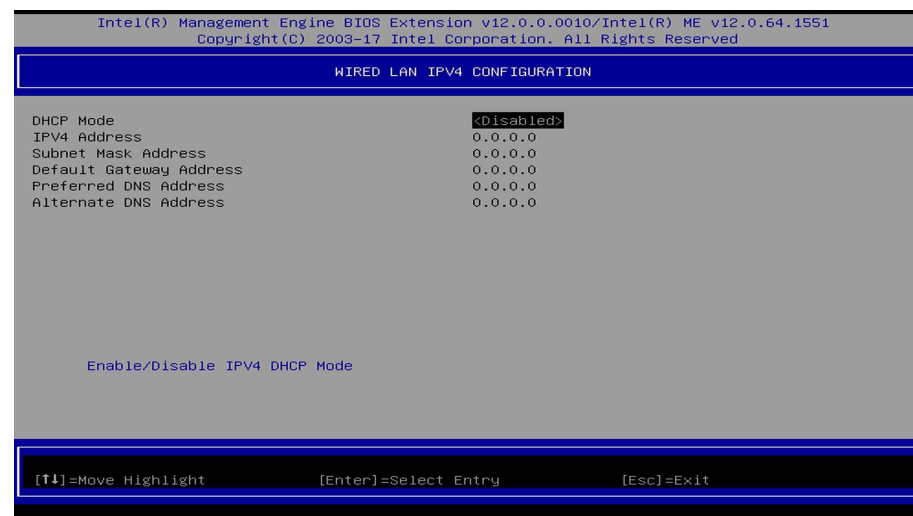 Intel(R) Management Engine BIOS Extension v12.0.0.0010/Intel(R) ME v12.0.64.1551
Copyright(C) 2003-17 Intel Corporation. All Rights Reserved
WIRED LAN IPV4 CONFIGURATION
DHCP Mode <Disabled>
IPV4 Address 0.0.0.0
Subnet Mask Address 0.0.0.0
Default Gateway Address 0.0.0.0
Preferred DNS Address 0.0.0.0
Alternate DNS Address 0.0.0.0
Enable/Disable IPV4 DHCP Mode
[↑↓]=Move Highlight [Enter]=Select Entry [Esc]=Exit